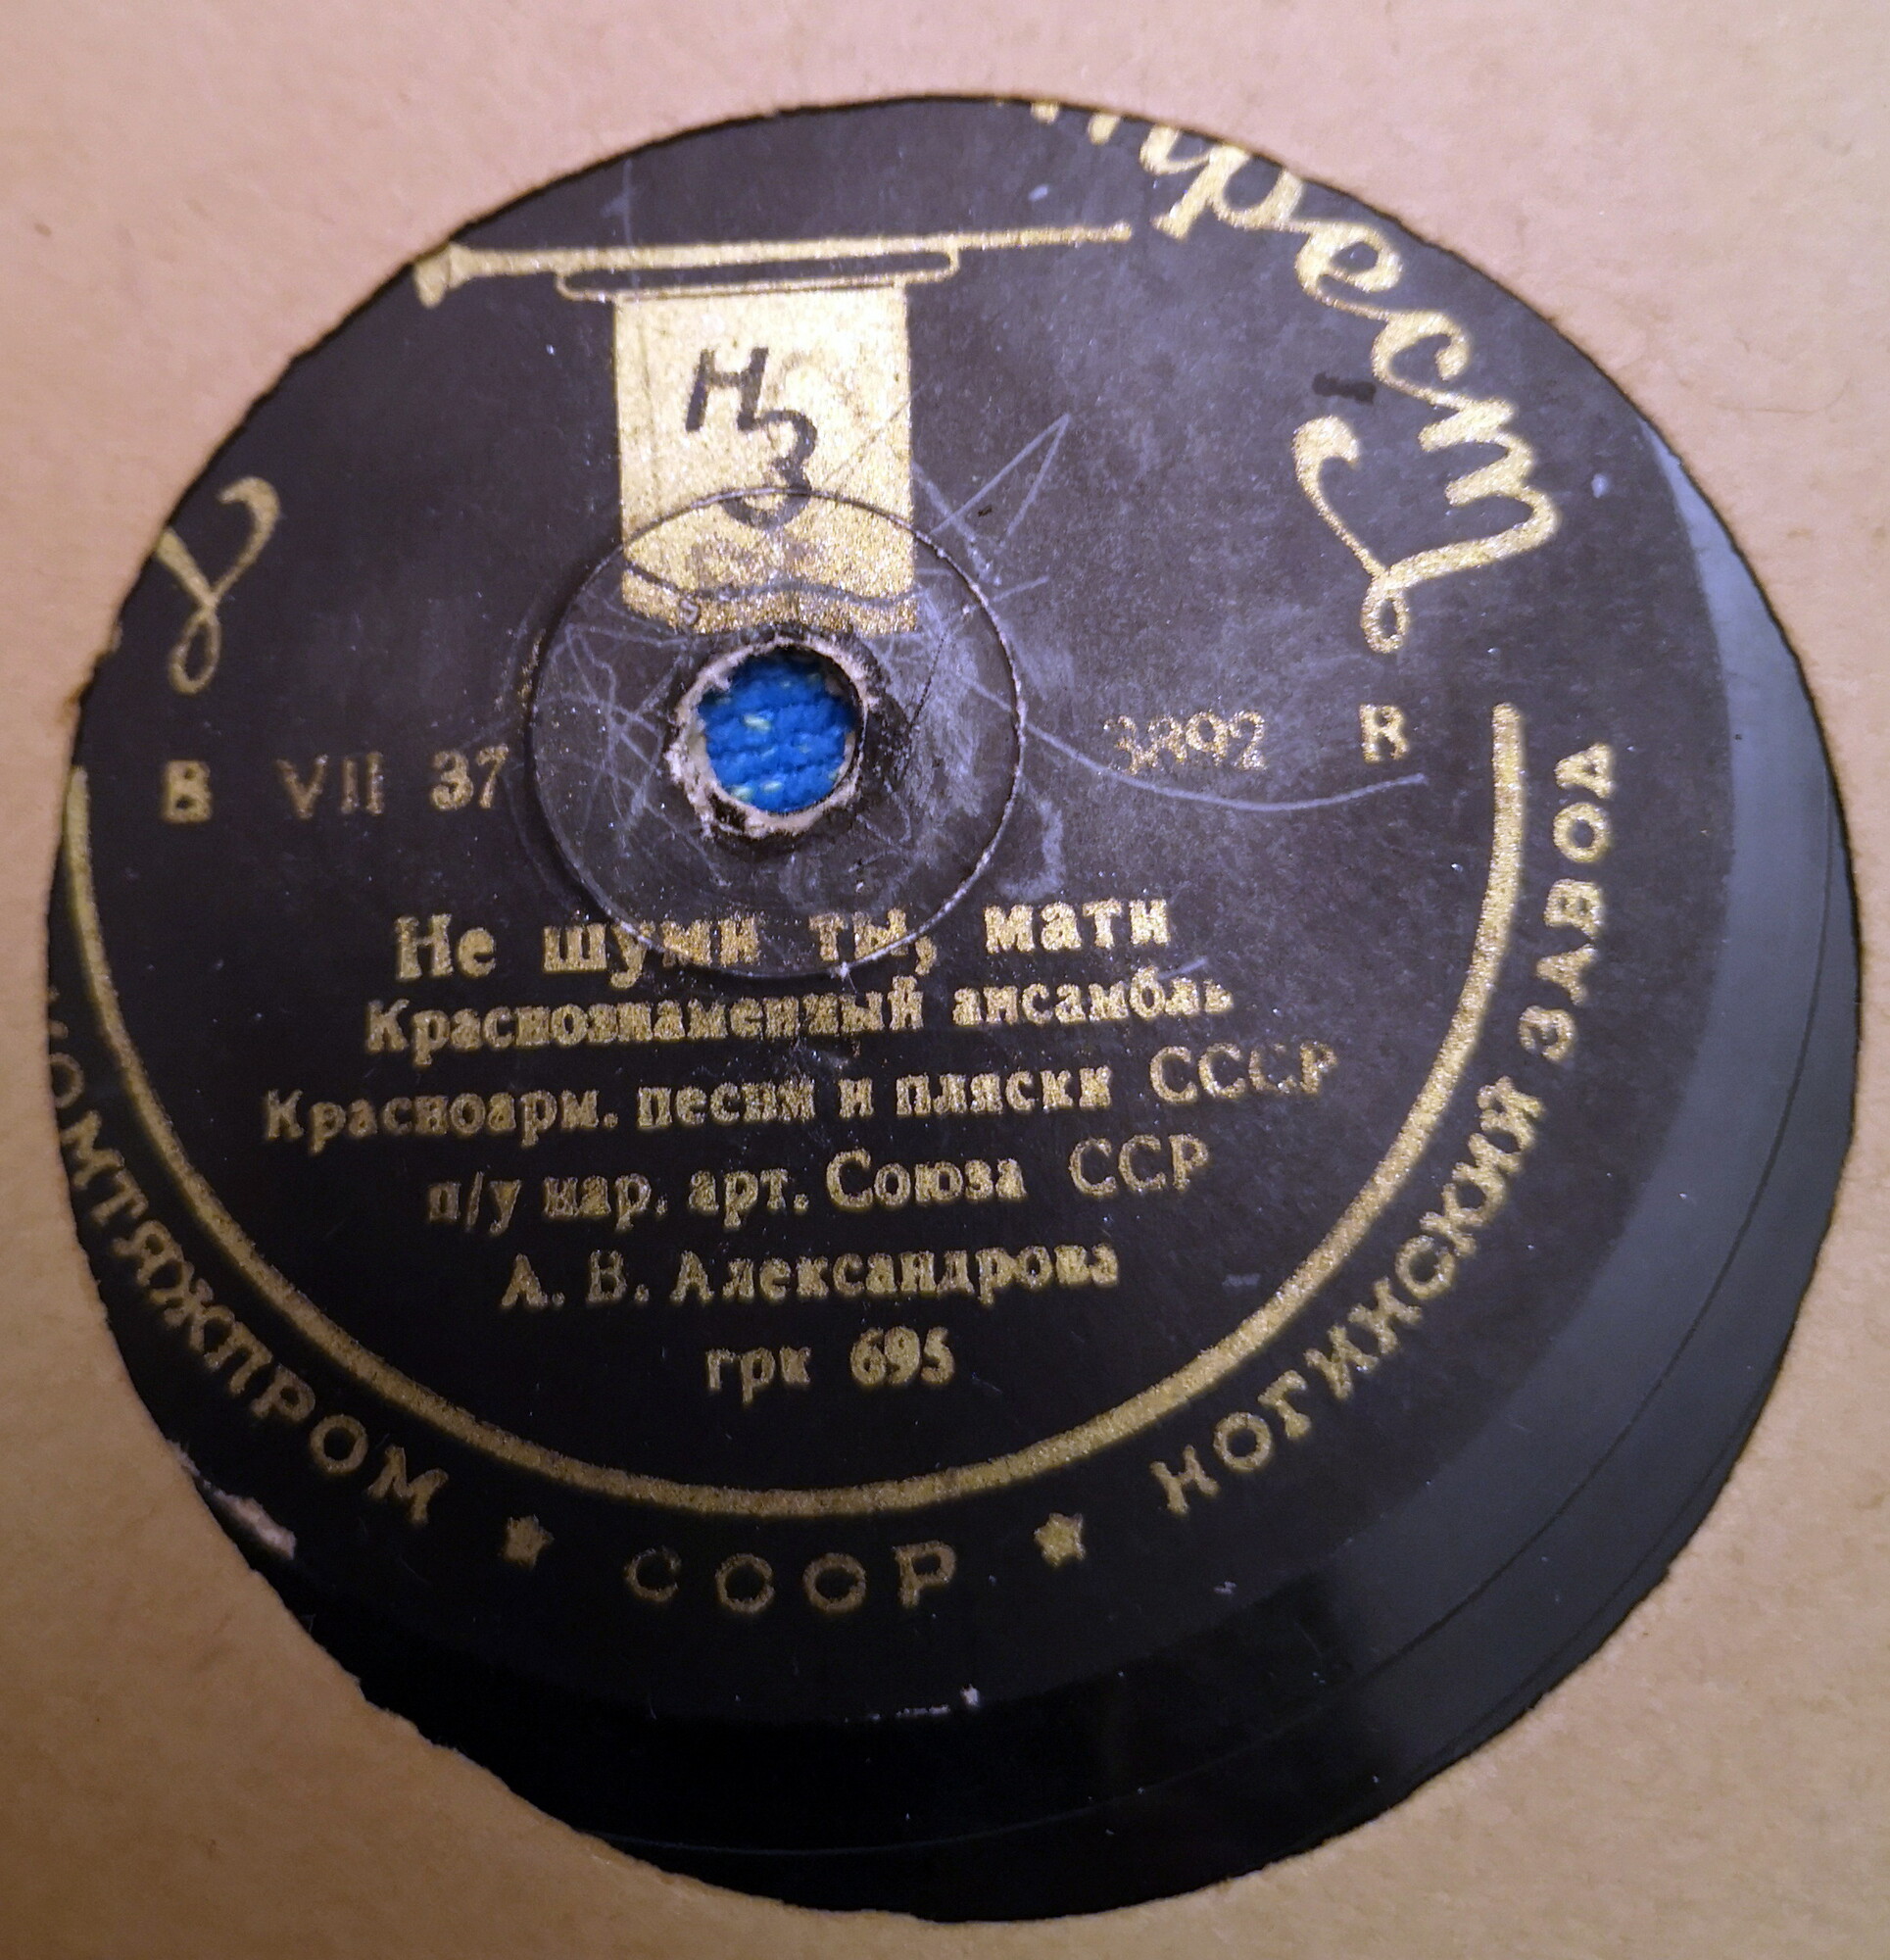 трест
НЗ
В VII 37 3892 R
Не шуми ты, мати
Краснознаменный ансамбль
Красноарм. песни и пляски СССР
п/у нар. арт. Союза ССР
А. В. Александрова
грк 695
ОМТЯЖПРОМ ★ СССР ★ НОГИНСКИЙ ЗАВОД